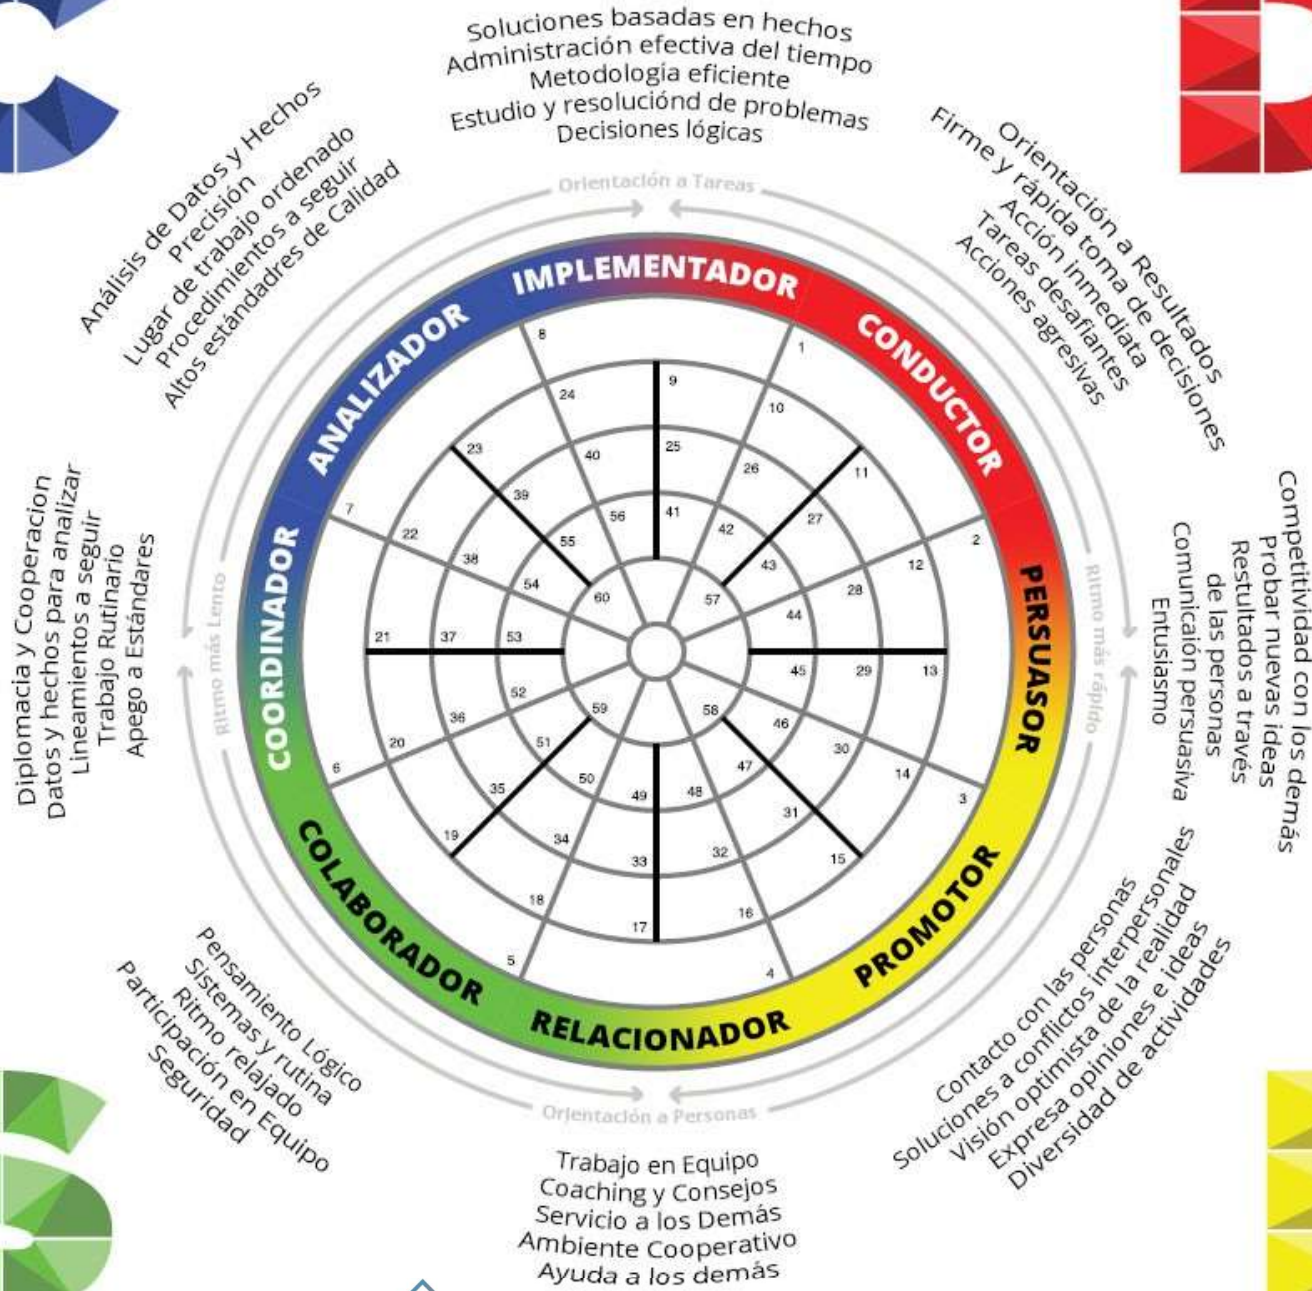 C
D
Soluciones basadas en hechos
Administración efectiva del tiempo
Metodologia eficiente
Estudio y resoluciónd de problemas
Decisiones lógicas
Análisis de Datos y Hechos
Precisión
Lugar de trabajo ordenado
Procedimientos a seguir
Altos estándadres de Calidad
Orientación a Resultados
Firme y rápida toma de decisiones
Acción inmediata
Tareas desafiantes
Acciones agresivas
Orientación a Tareas
IMPLEMENTADOR
ANALIZADOR
CONDUCTOR
8
1
9
24
10
23
40
25
26
11
39
56
41
42
27
7
22
38
55
43
12
2
54
60
57
28
44
21
37
53
45
29
13
52
59
58
46
36
51
47
30
20
6
35
50
49
48
31
14
3
19
34
33
32
15
18
17
16
5
4
COORDINADOR
PERSUASOR
Ritmo más Lento
Ritmo más rápido
Diplomacia y Cooperacion
Datos y hechos para analizar
Lineamientos a seguir
Trabajo Rutinario
Apego a Estándares
Competitividad con los demás
Probar nuevas ideas
Restultados a través
de las personas
Comunicaión persuasiva
Entusiasmo
COLABORADOR
RELACIONADOR
PROMOTOR
Orientación a Personas
Pensamiento Lógico
Sistemas y rutina
Ritmo relajado
Participación en Equipo
Seguridad
Contacto con las personas
Soluciones a conflictos interpersonales
Visión optimista de la realidad
Expresa opiniones e ideas
Diversidad de actividades
Trabajo en Equipo
Coaching y Consejos
Servicio a los Demás
Ambiente Cooperativo
Ayuda a los demás
S